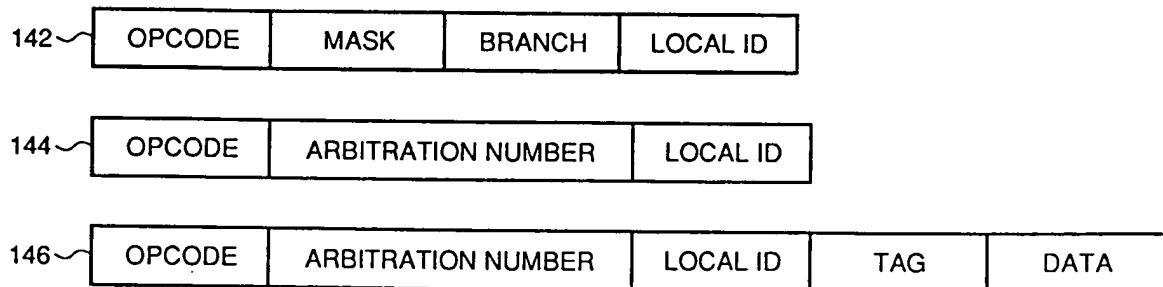 142 OPCODE MASK BRANCH LOCAL ID
144 OPCODE ARBITRATION NUMBER LOCAL ID
146 OPCODE ARBITRATION NUMBER LOCAL ID TAG DATA